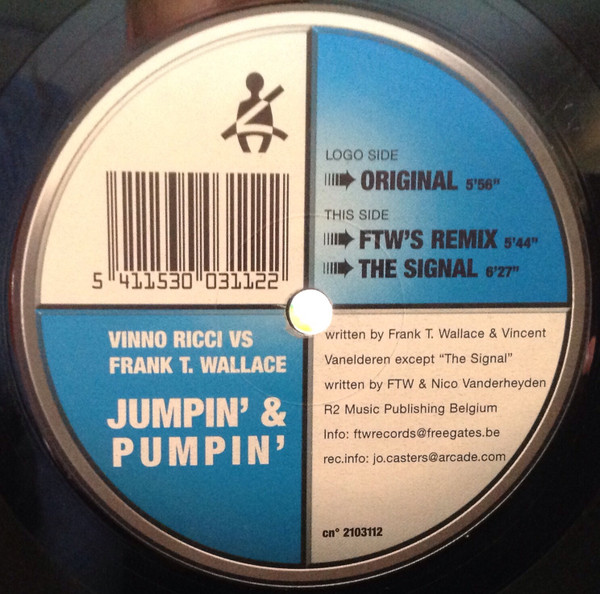 LOGO SIDE
ORIGINAL 5'56"
THIS SIDE
FTW'S REMIX 5'44"
THE SIGNAL 6'27"
5 411530 031122
VINNO RICCI VS
FRANK T. WALLACE
JUMPIN' &
PUMPIN'
written by Frank T. Wallace & Vincent
Vanelderen except "The Signal"
written by FTW & Nico Vanderheyden
R2 Music Publishing Belgium
Info: ftwrecords@freegates.be
rec.info: jo.casters@arcade.com
cn° 2103112